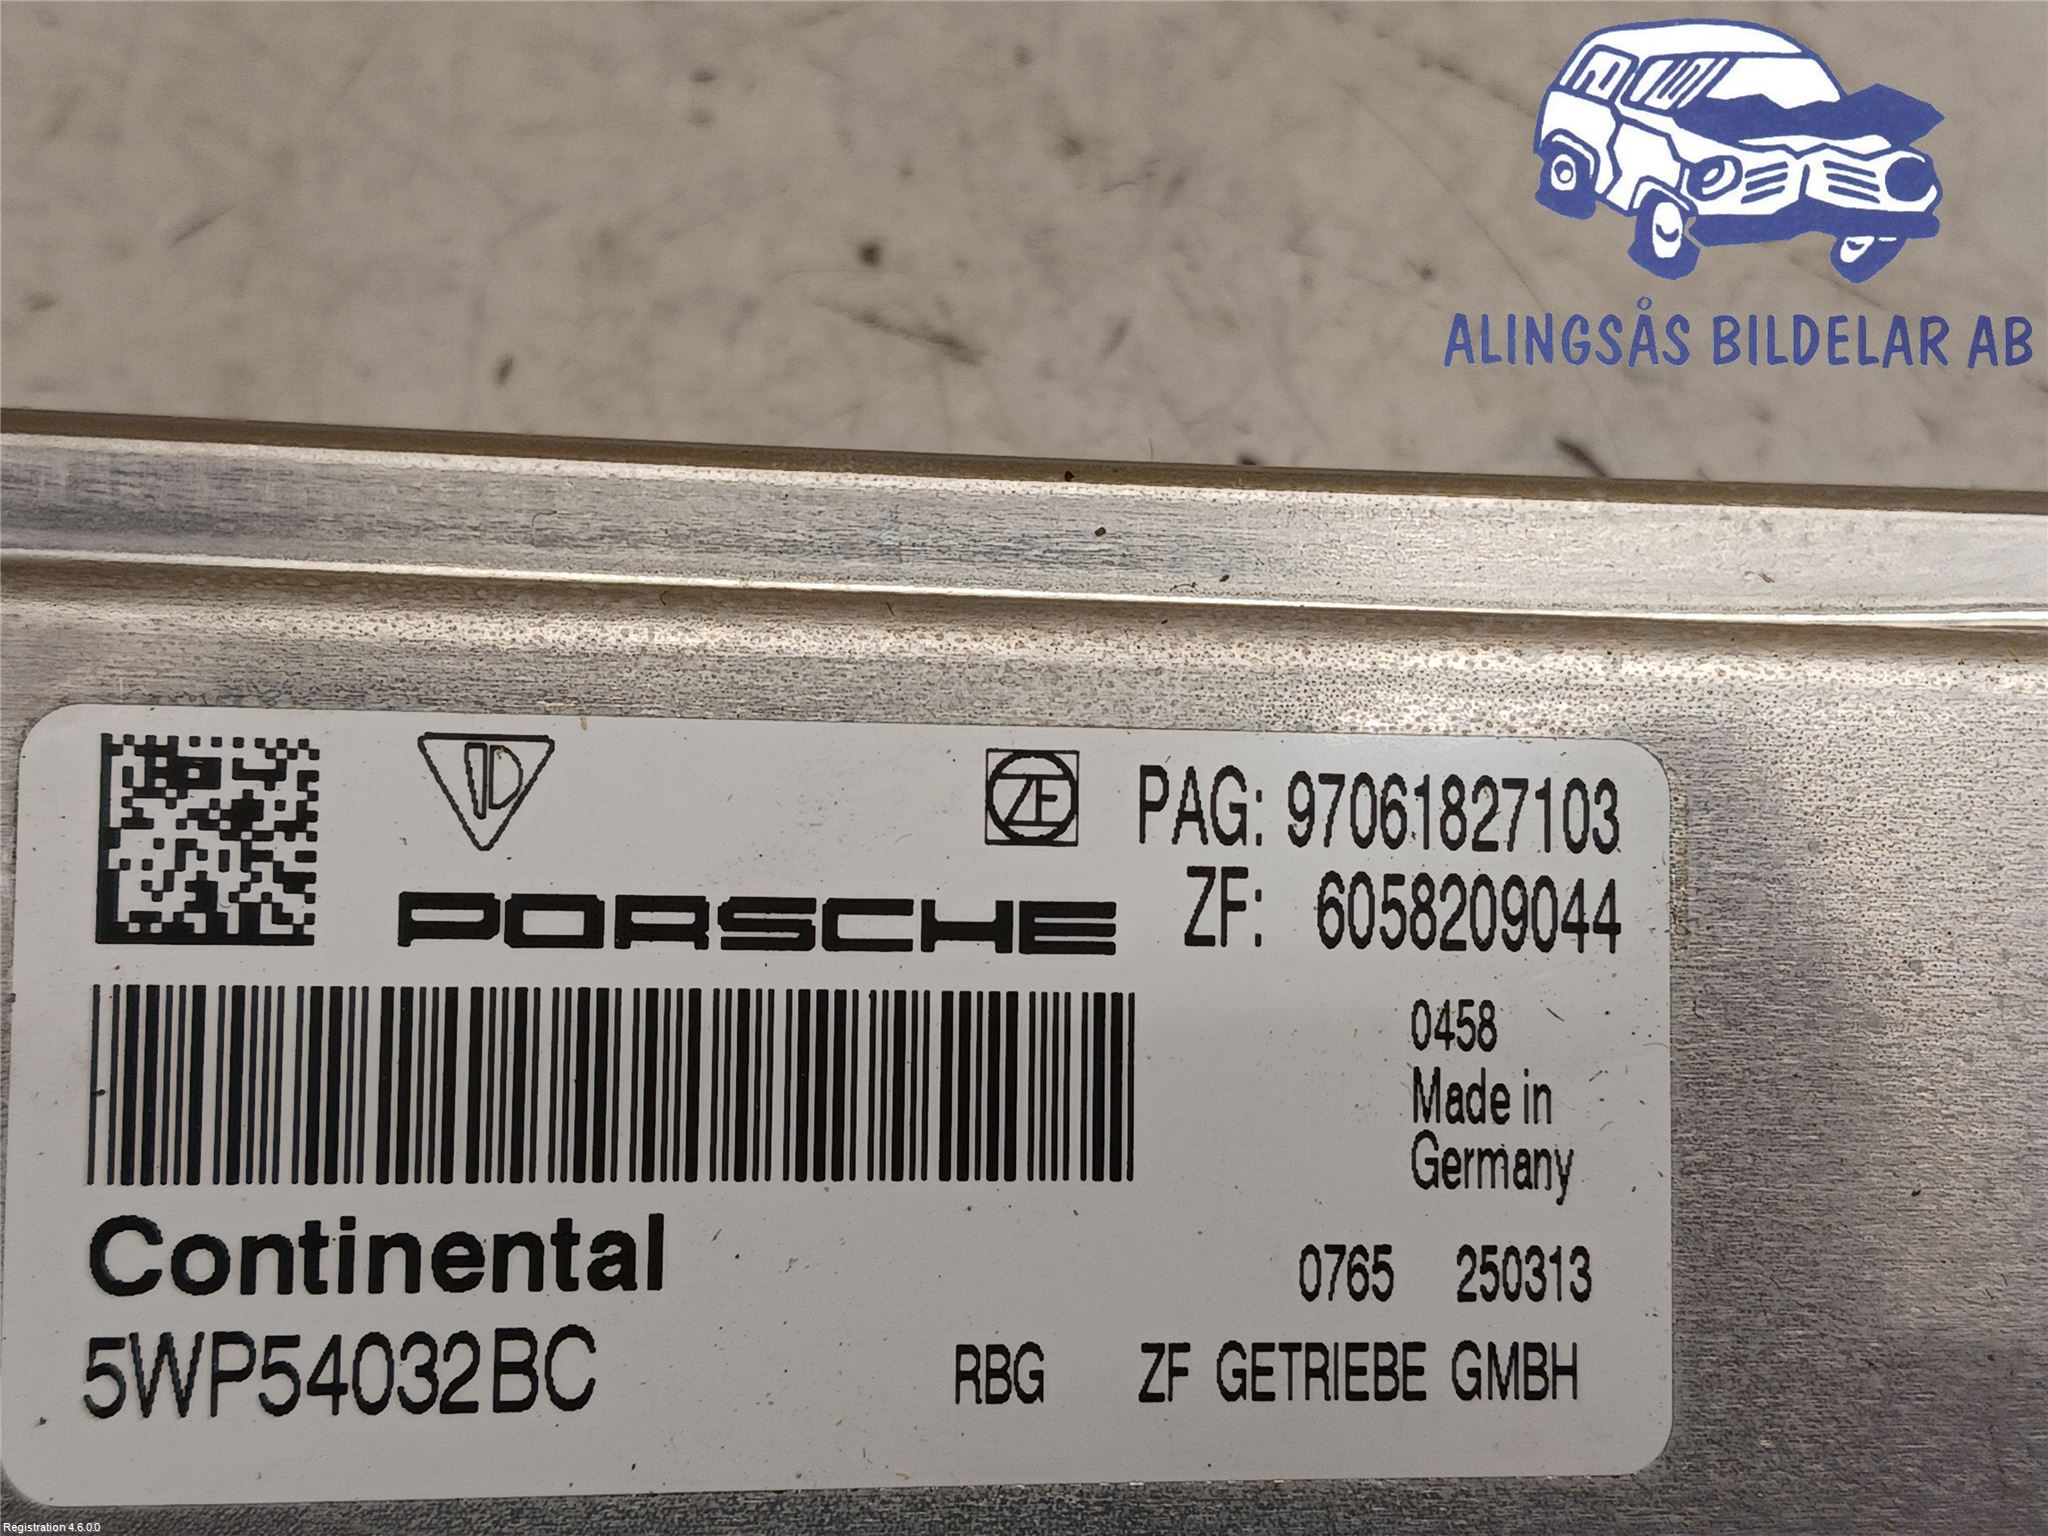 ALINGSÅS BILDELAR AB
ZF PAG: 97061827103
PORSCHE ZF: 6058209044
0458
Made in
Germany
Continental 0765 250313
5WP54032BC RBG ZF GETRIEBE GMBH
Registration 4.6.0.0